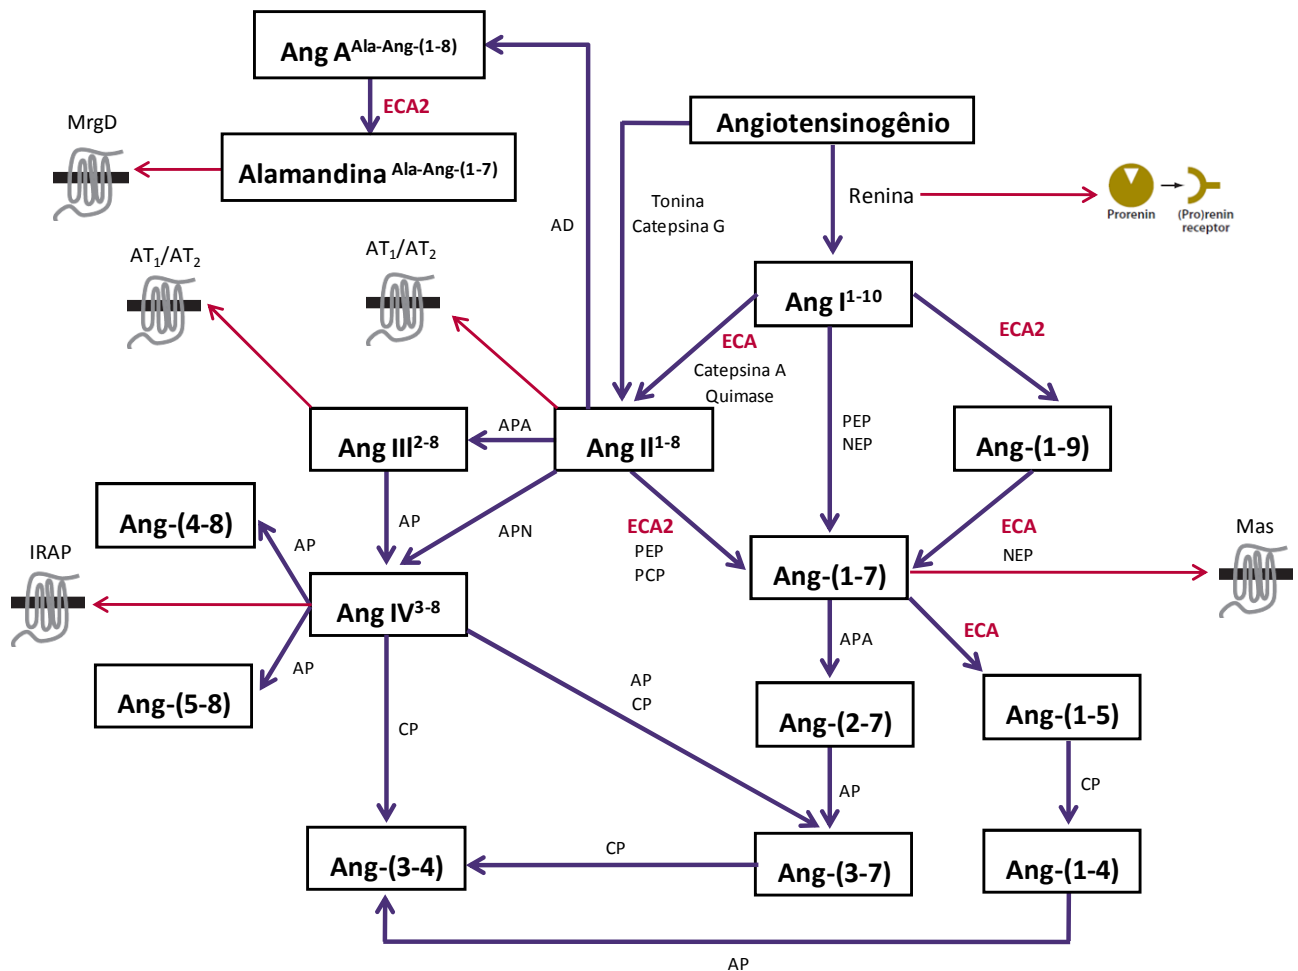 Ang A Ala-Ang-(1-8)
ECA2
MrgD
Angiotensinogênio
Alamandina Ala-Ang-(1-7)
Tonina
Catepsina G
Renina
Prorenin
(Pro)renin
receptor
AD
AT1/AT2
AT1/AT2
Ang I1-10
ECA
Catepsina A
Quimase
ECA2
PEP
NEP
Ang III2-8
APA
Ang II1-8
Ang-(1-9)
Ang-(4-8)
AP
APN
ECA2
PEP
PCP
ECA
NEP
Mas
IRAP
AP
Ang IV3-8
Ang-(1-7)
AP
APA
ECA
Ang-(5-8)
AP
CP
CP
Ang-(2-7)
Ang-(1-5)
AP
CP
Ang-(3-4)
CP
Ang-(3-7)
Ang-(1-4)
AP